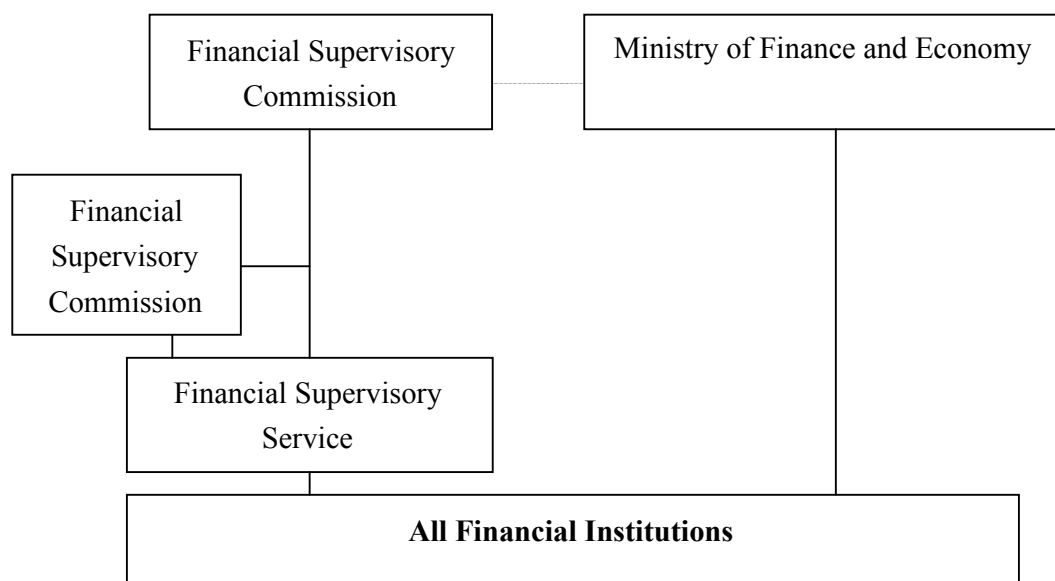 Financial Supervisory
Commission
Ministry of Finance and Economy
Financial
Supervisory
Commission
Financial Supervisory
Service
All Financial Institutions